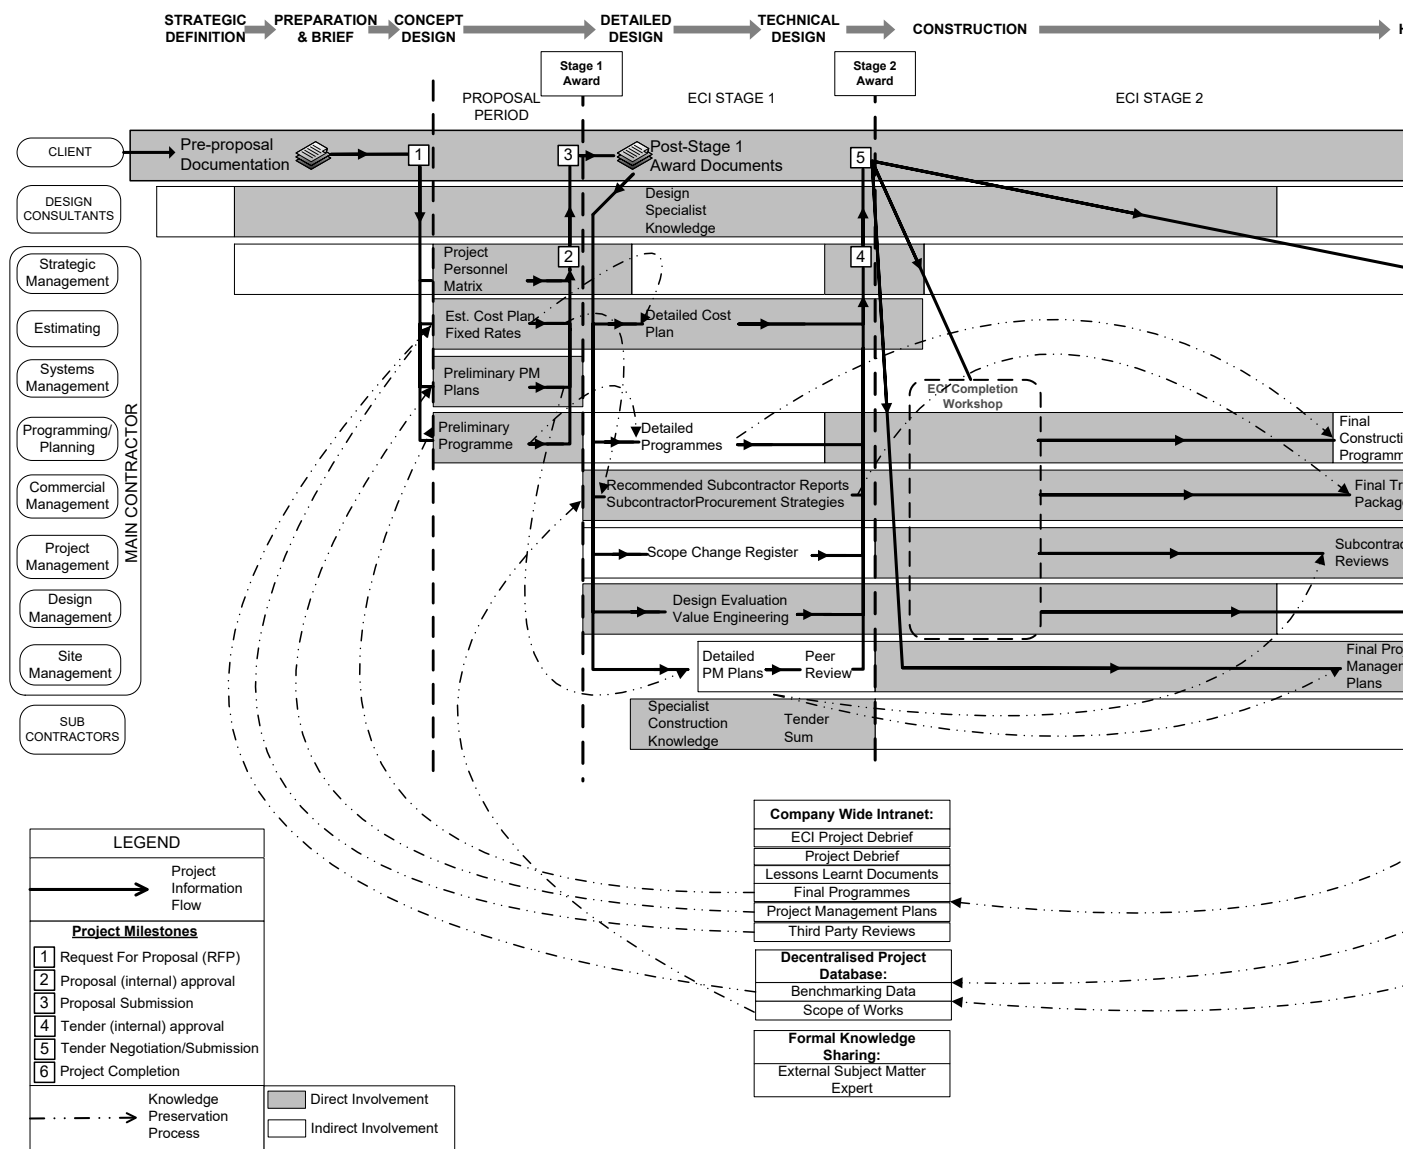 STRATEGIC
DEFINITION
PREPARATION
& BRIEF
CONCEPT
DESIGN
DETAILED
DESIGN
TECHNICAL
DESIGN
CONSTRUCTION
H
Stage 1
Award
Stage 2
Award
PROPOSAL
PERIOD
ECI STAGE 1
ECI STAGE 2
CLIENT
Pre-proposal
Documentation
1
3
Post-Stage 1
Award Documents
5
DESIGN
CONSULTANTS
Design
Specialist
Knowledge
MAIN CONTRACTOR
Strategic
Management
Project
Personnel
Matrix
2
4
Estimating
Est. Cost Plan
Fixed Rates
Detailed Cost
Plan
Systems
Management
Preliminary PM
Plans
ECI Completion
Workshop
Programming/
Planning
Preliminary
Programme
Detailed
Programmes
Final
Constructi
Programm
Commercial
Management
Recommended Subcontractor Reports
SubcontractorProcurement Strategies
Final Tr
Package
Project
Management
Scope Change Register
Subcontrac
Reviews
Design
Management
Design Evaluation
Value Engineering
Site
Management
Detailed
PM Plans
Peer
Review
Final Proj
Managem
Plans
SUB
CONTRACTORS
Specialist
Construction
Knowledge
Tender
Sum
Company Wide Intranet:
ECI Project Debrief
Project Debrief
Lessons Learnt Documents
Final Programmes
Project Management Plans
Third Party Reviews
Decentralised Project
Database:
Benchmarking Data
Scope of Works
Formal Knowledge
Sharing:
External Subject Matter
Expert
LEGEND
Project
Information
Flow
Project Milestones
1 Request For Proposal (RFP)
2 Proposal (internal) approval
3 Proposal Submission
4 Tender (internal) approval
5 Tender Negotiation/Submission
6 Project Completion
Knowledge
Preservation
Process
Direct Involvement
Indirect Involvement